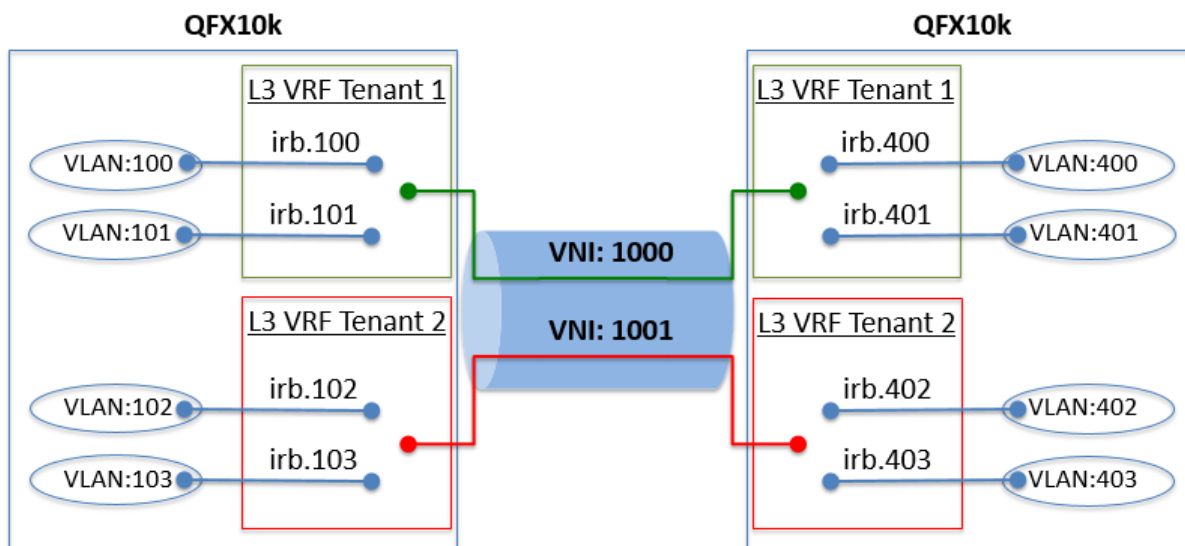 QFX10k
QFX10k
L3 VRF Tenant 1
L3 VRF Tenant 1
irb.100
irb.400
VLAN:100
VLAN:400
irb.101
irb.401
VLAN:101
VLAN:401
VNI: 1000
L3 VRF Tenant 2
VNI: 1001
L3 VRF Tenant 2
irb.102
irb.402
VLAN:102
VLAN:402
irb.103
irb.403
VLAN:103
VLAN:403